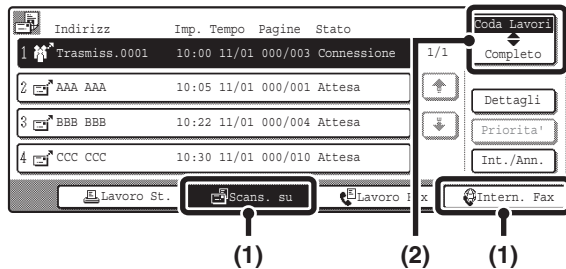 Indirizz Imp. Tempo Pagine Stato
Coda Lavori
Completo
1 Trasmiss.0001 10:00 11/01 000/003 Connessione 1/1
2 AAA AAA 10:05 11/01 000/001 Attesa
Dettagli
3 BBB BBB 10:22 11/01 000/004 Attesa
Priorita'
4 CCC CCC 10:30 11/01 000/010 Attesa
Int./Ann.
Lavoro St. Scans. su Lavoro Fax Intern. Fax
(1) (2) (1)